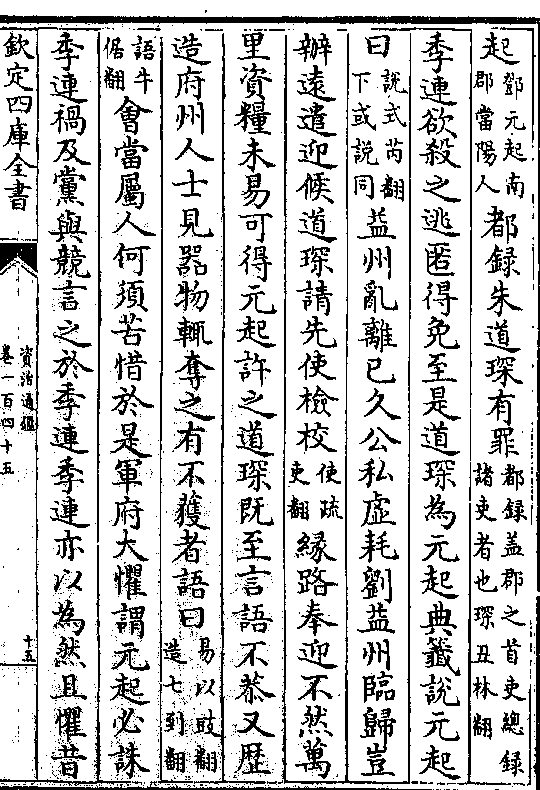 起鄧元起南郡當陽人都録朱道琛有罪都録盖郡之首吏總録諸吏者也琛丑林翻
季連欲殺之逃匿得免至是道琛為元起典籤說元起
曰說式芮翻下或說同益州亂離已久公私虛耗劉益州臨歸豈
辦遠遣迎候道琛請先使檢校使疏吏翻緣路奉迎不然萬
里資糧未易可得元起許之道琛既至言語不恭又歴
造府州人士見器物輒奪之有不獲者語曰易以豉翻造七到翻
語牛倨翻會當屬人何須苦惜於是軍府大懼謂元起必誅
季連禍及黨與競言之於季連季連亦以為然且懼昔
欽定四庫全書
資治通鑑
卷一百四十五
十五